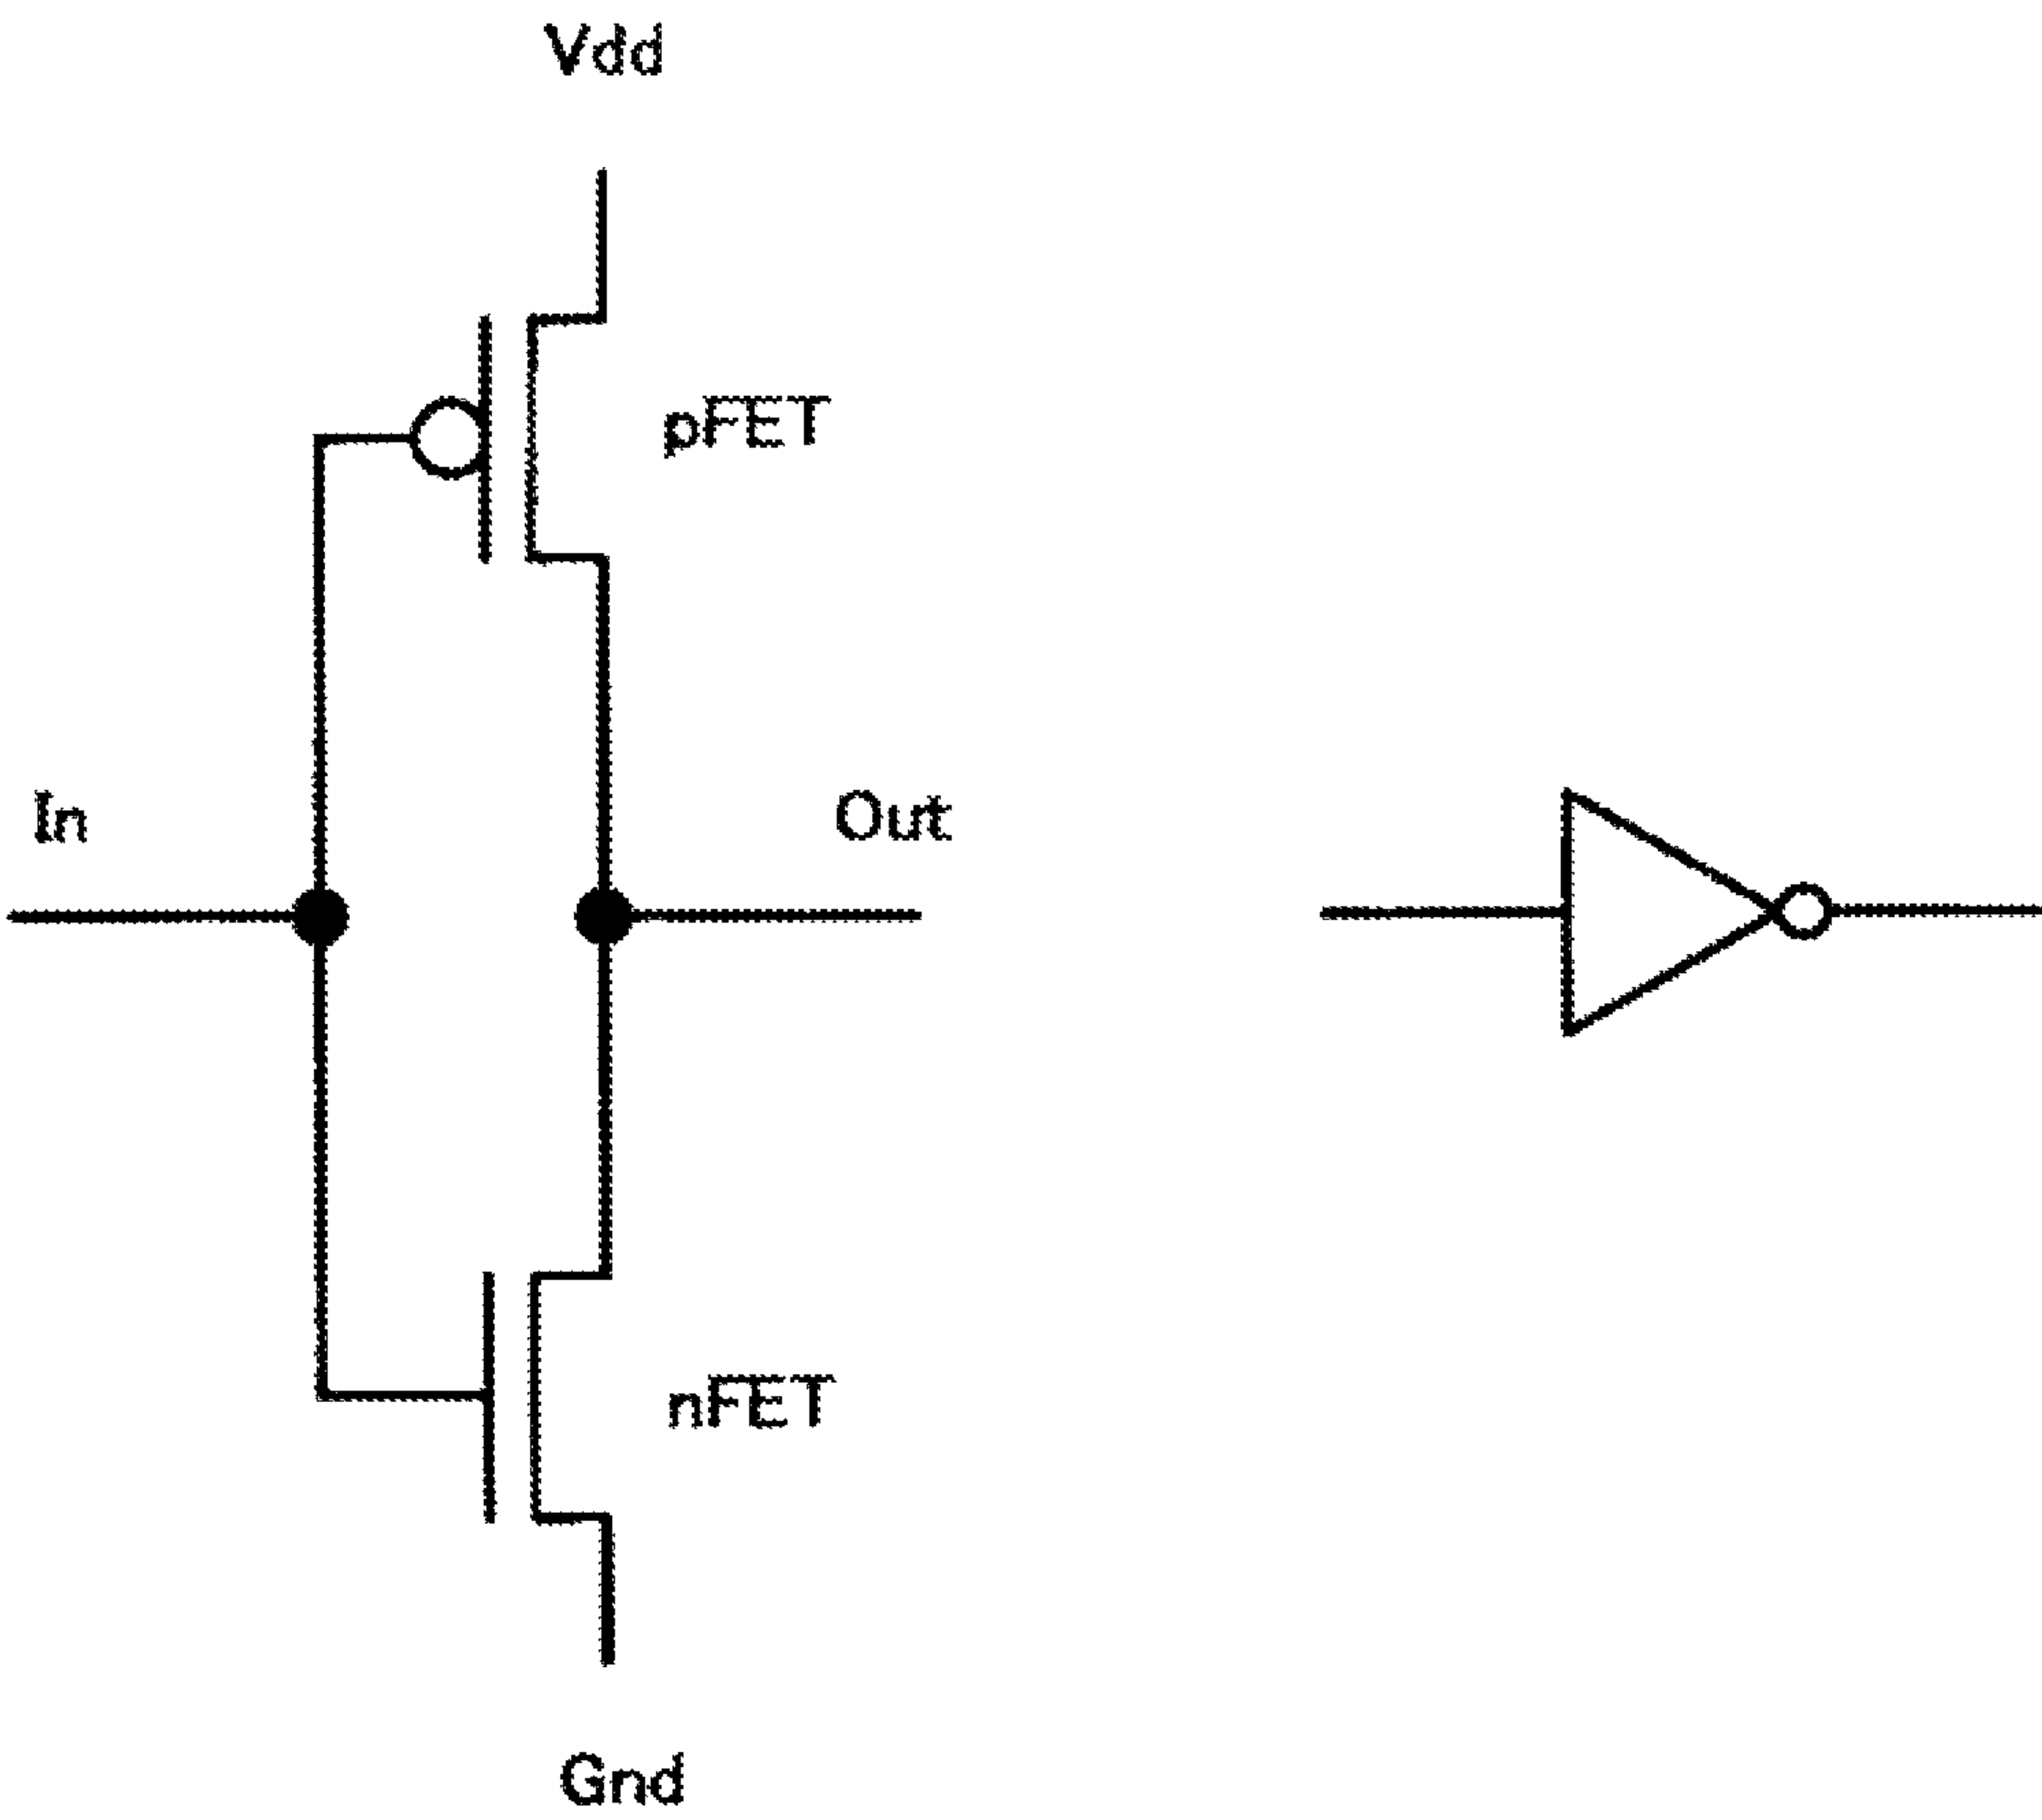 Vdd
pFET
In
Out
nFET
Gnd